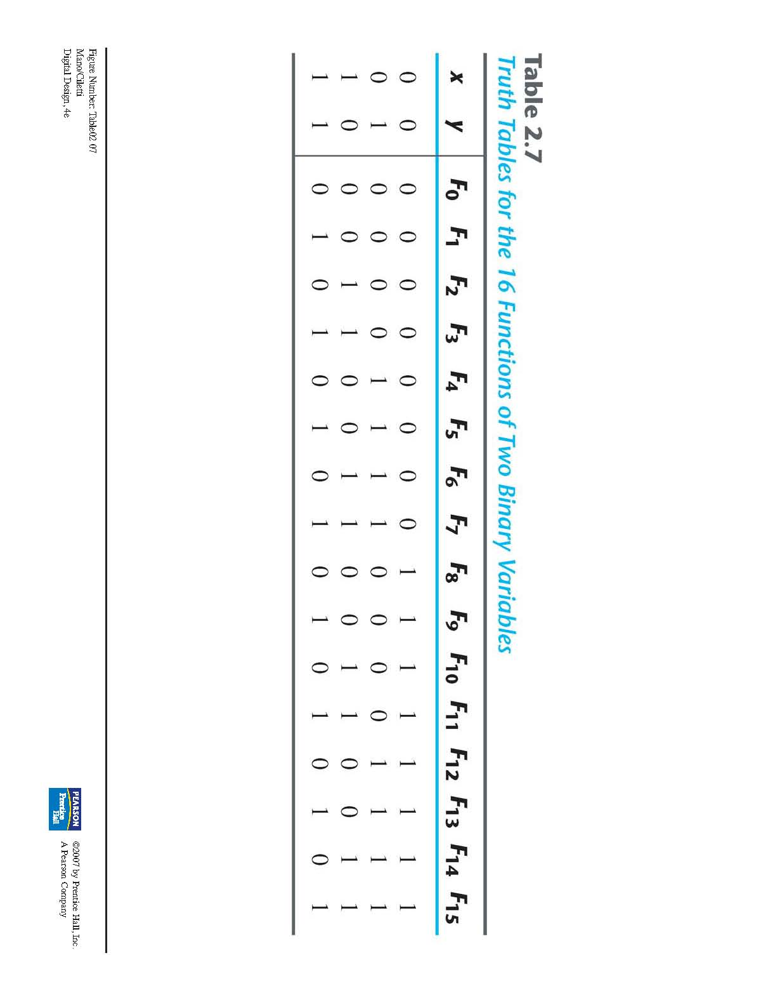 Table 2.7
Truth Tables for the 16 Functions of Two Binary Variables
x y F0 F1 F2 F3 F4 F5 F6 F7 F8 F9 F10 F11 F12 F13 F14 F15
0 0 0 0 0 0 0 0 0 0 1 1 1 1 1 1 1 1
0 1 0 0 0 0 1 1 1 1 0 0 0 0 1 1 1 1
1 0 0 0 1 1 0 0 1 1 0 0 1 1 0 0 1 1
1 1 0 1 0 1 0 1 0 1 0 1 0 1 0 1 0 1
Figure Number: Table02 07
Mano/Ciletti
Digital Design, 4e
PEARSON
Prentice
Hall
©2007 by Prentice Hall, Inc.
A Pearson Company